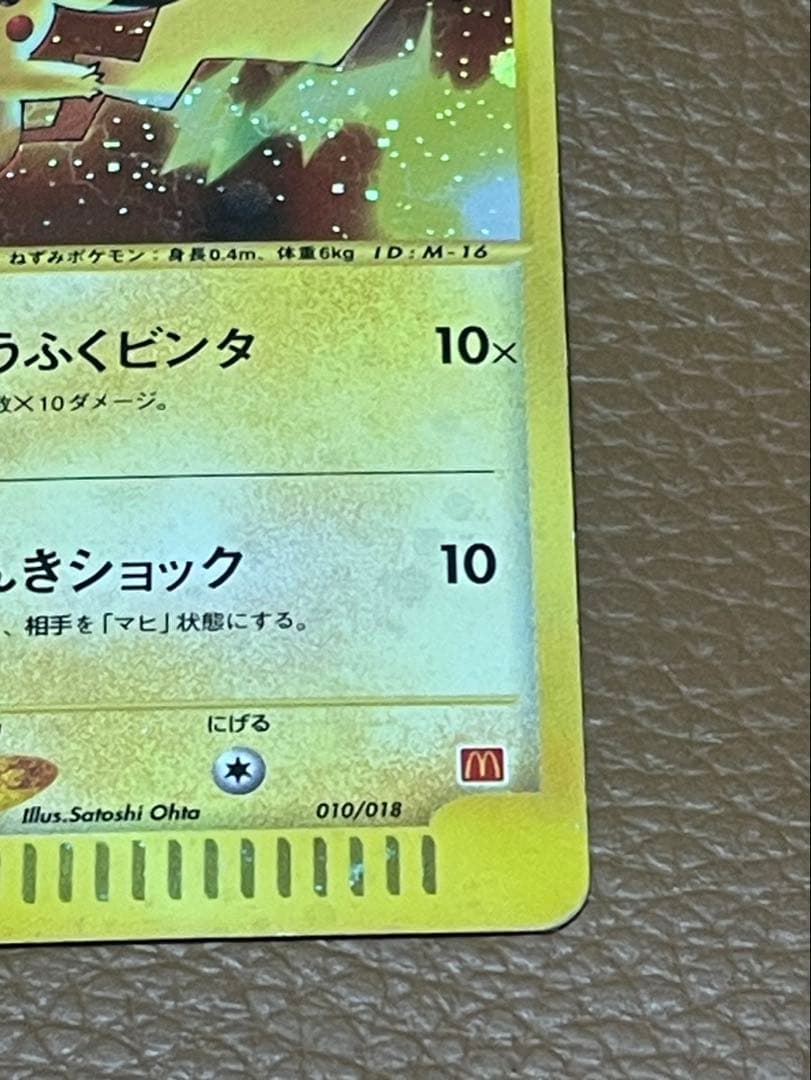 ねずみポケモン：身長0.4m、体重6kg ID:M-16
うふくビンタ 10×
数×10ダメージ。
んきショック 10
、相手を「マヒ」状態にする。
にげる
Illus.Satoshi Ohta 010/018